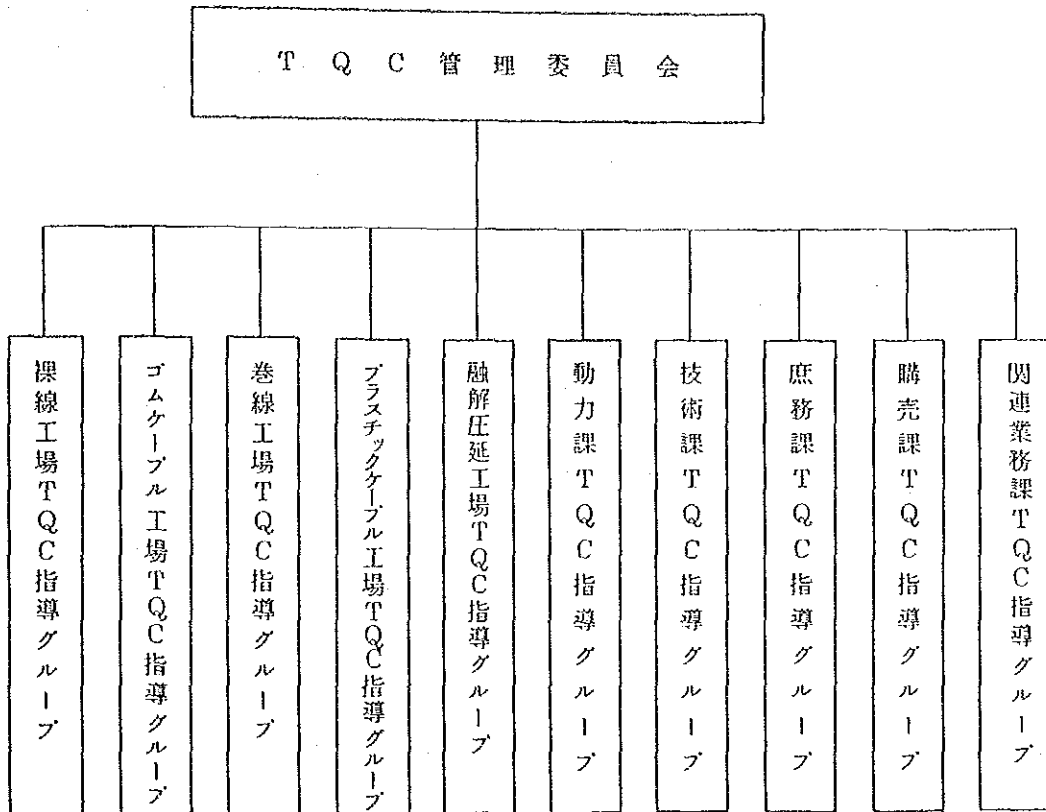 TQC管理委員会
裸線工場TQC指導グループ
ゴムケーブル工場TQC指導グループ
巻線工場TQC指導グループ
プラスチックケーブル工場TQC指導グループ
融解圧延工場TQC指導グループ
動力課TQC指導グループ
技術課TQC指導グループ
庶務課TQC指導グループ
購売課TQC指導グループ
関連業務課TQC指導グループ